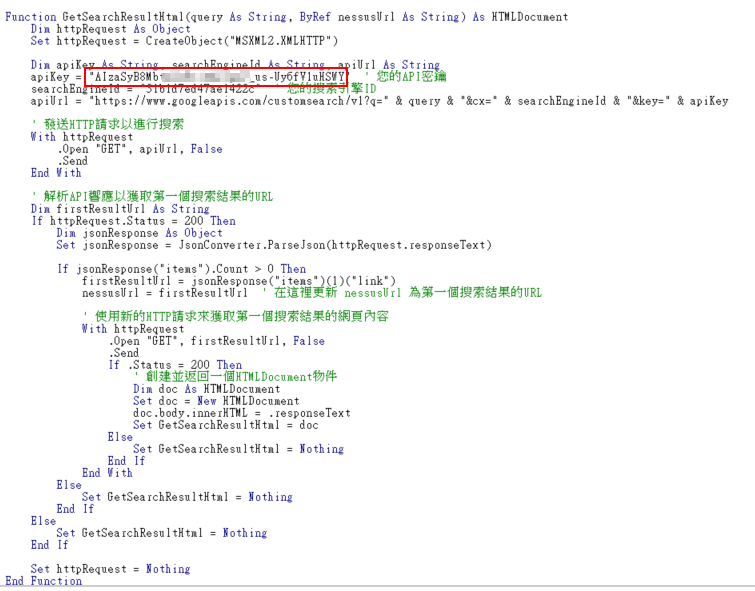 Function GetSearchResultHtml(query As String, ByRef nessusUrl As String) As HTMLDocument
Dim httpRequest As Object
Set httpRequest = CreateObject("MSXML2.XMLHTTP")
Dim apiKey As String, searchEngineId As String, apiUrl As String
apiKey = ' 您的API密鑰
searchEngineId = ' 您的搜索引擎ID
apiUrl = "https://www.googleapis.com/customsearch/v1?q=" & query & "&cx=" & searchEngineId & "&key=" & apiKey
' 發送HTTP請求以進行搜索
With httpRequest
.Open "GET", apiUrl, False
.Send
End With
' 解析API響應以獲取第一個搜索結果的URL
Dim firstResultUrl As String
If httpRequest.Status = 200 Then
Dim jsonResponse As Object
Set jsonResponse = JsonConverter.ParseJson(httpRequest.responseText)
If jsonResponse("items").Count > 0 Then
firstResultUrl = jsonResponse("items")(1)("link")
nessusUrl = firstResultUrl ' 在這裡更新 nessusUrl 為第一個搜索結果的URL
' 使用新的HTTP請求來獲取第一個搜索結果的網頁內容
With httpRequest
.Open "GET", firstResultUrl, False
.Send
If .Status = 200 Then
' 創建並返回一個HTMLDocument物件
Dim doc As HTMLDocument
Set doc = New HTMLDocument
doc.body.innerHTML = .responseText
Set GetSearchResultHtml = doc
Else
Set GetSearchResultHtml = Nothing
End If
End With
Else
Set GetSearchResultHtml = Nothing
End If
Else
Set GetSearchResultHtml = Nothing
End If
Set httpRequest = Nothing
End Function